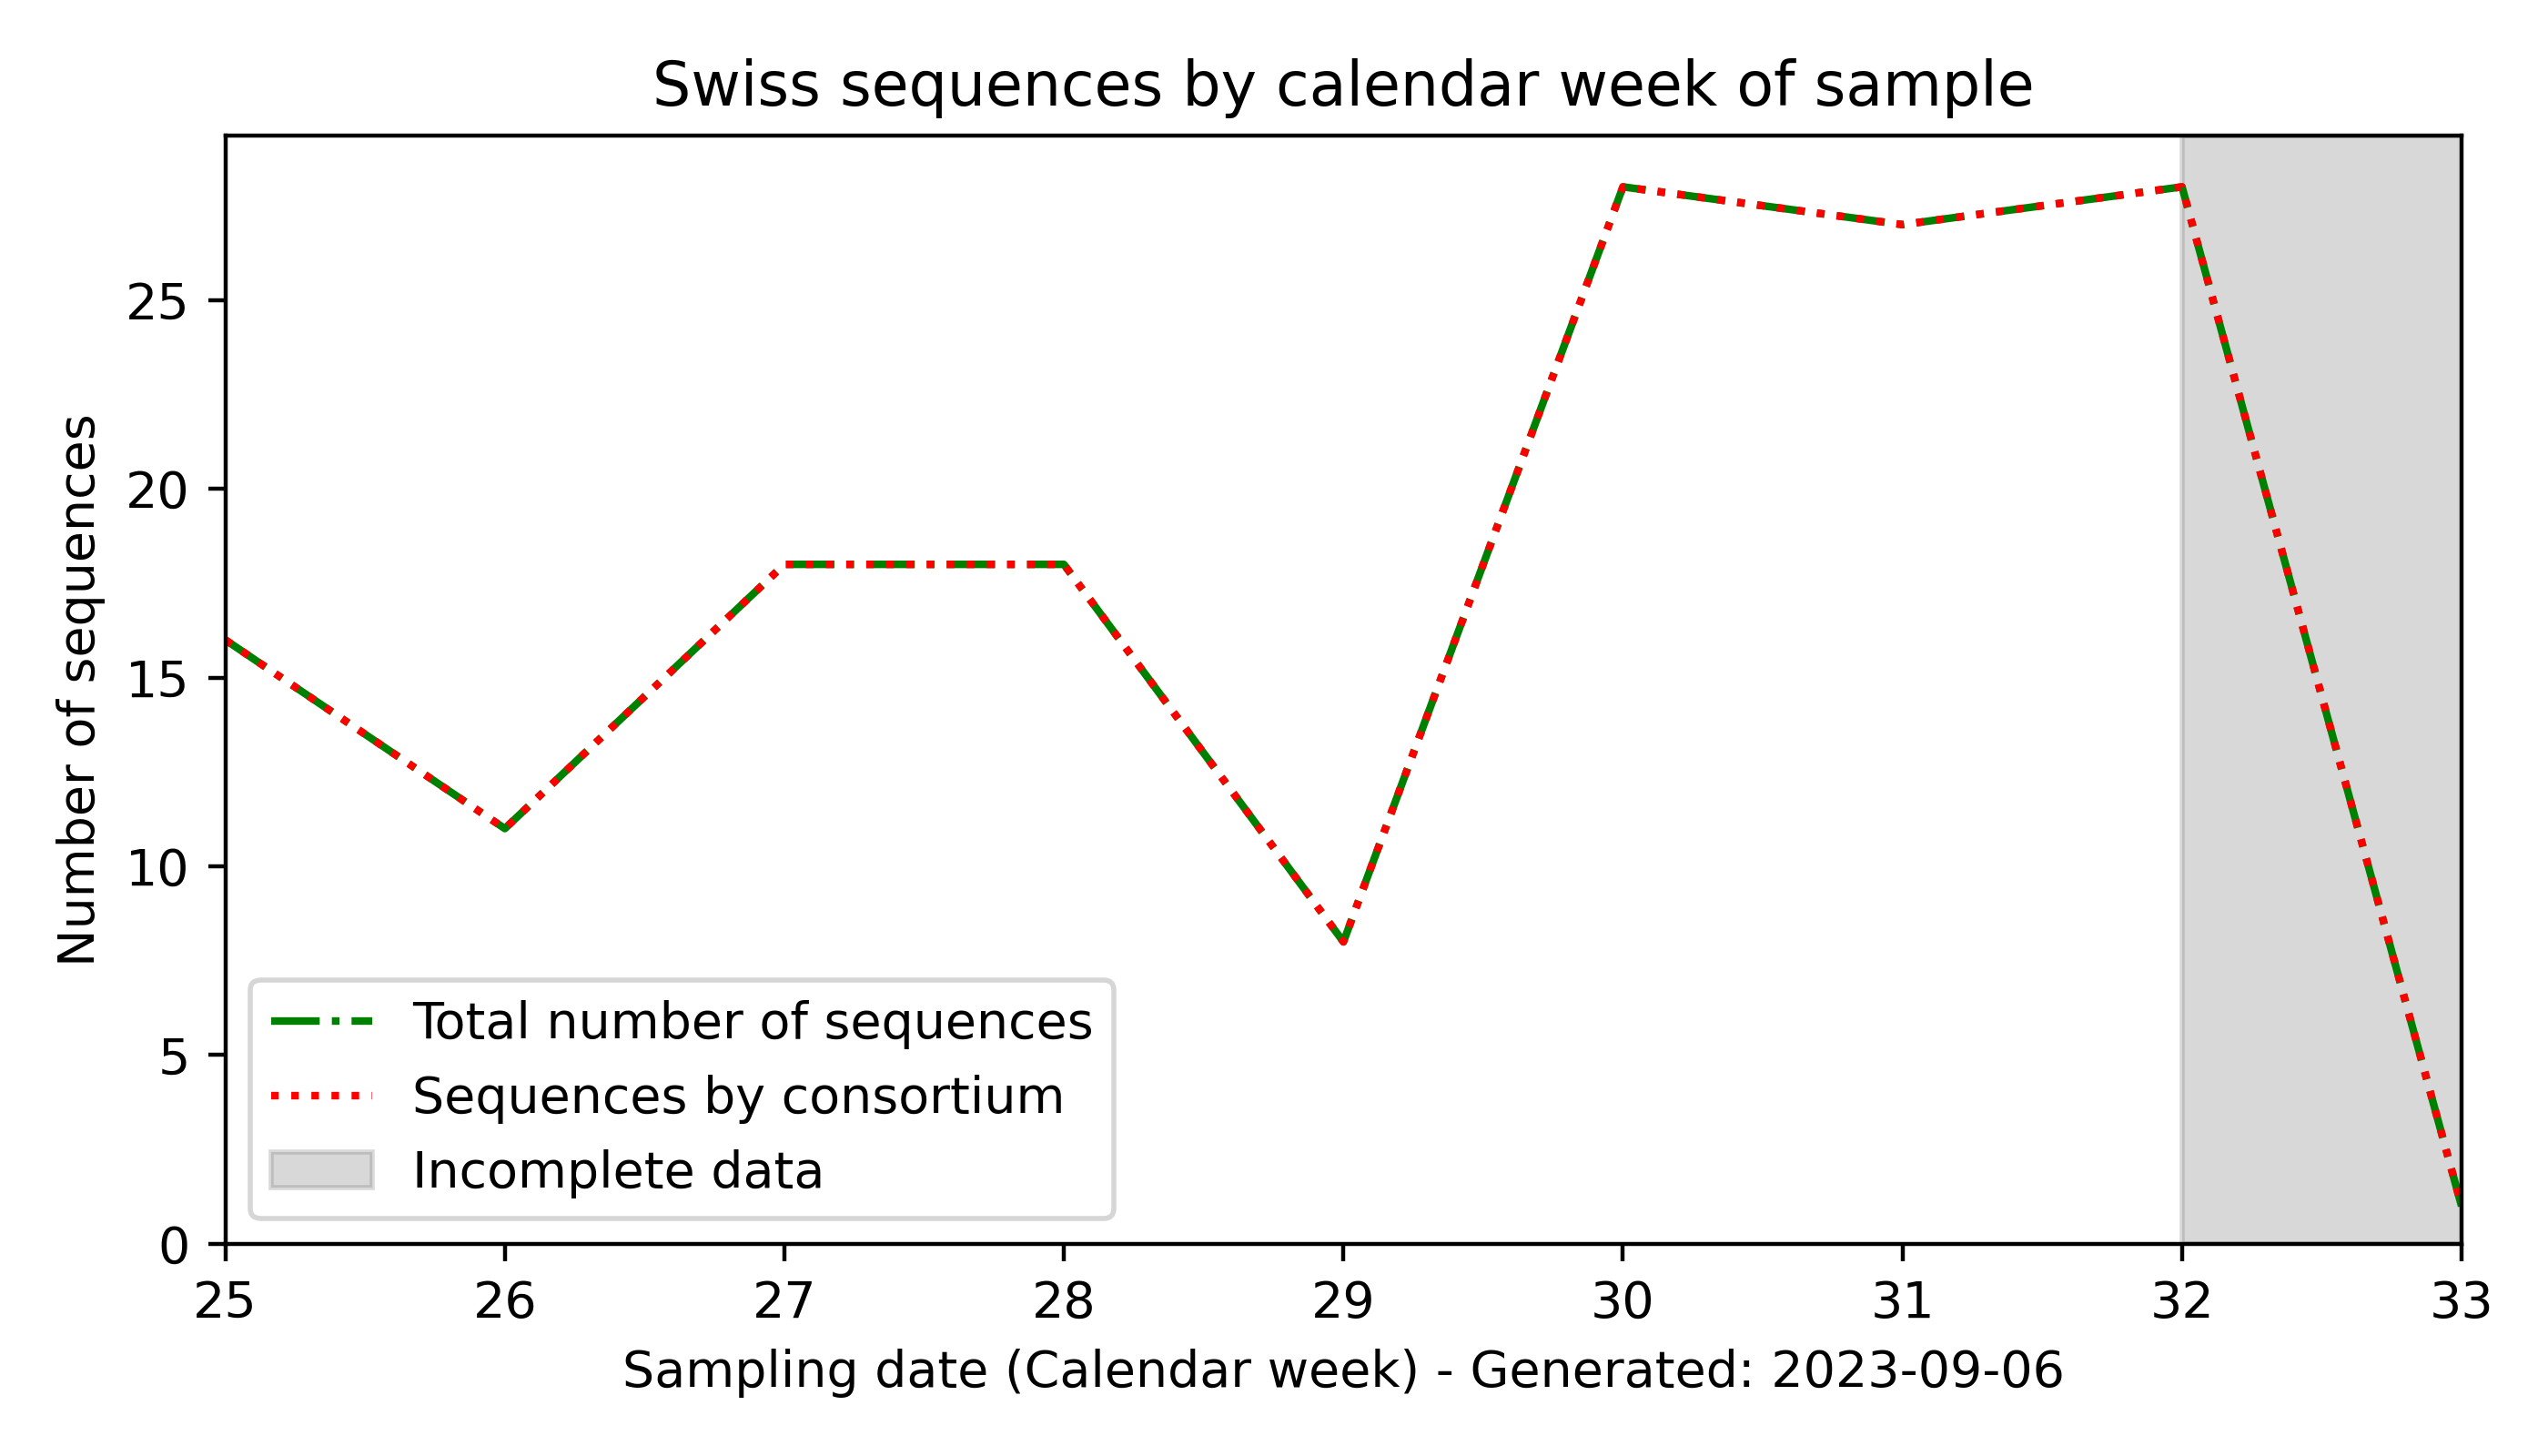 Swiss sequences by calendar week of sample
Number of sequences
25
20
15
10
5
0
Total number of sequences
Sequences by consortium
Incomplete data
25 26 27 28 29 30 31 32 33
Sampling date (Calendar week) - Generated: 2023-09-06